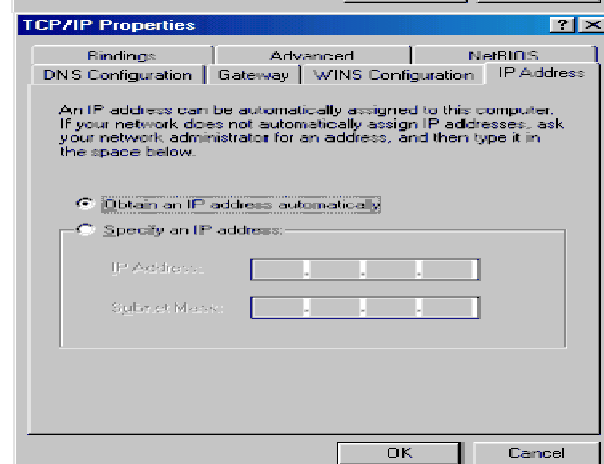 TCP/IP Properties
Bindings Advanced NetBIOS
DNS Configuration Gateway WINS Configuration IP Address
An IP address can be automatically assigned to this computer.
If your network does not automatically assign IP addresses, ask
your network administrator for an address, and then type it in
the space below.
Obtain an IP address automatically
Specify an IP address:
IP Address:
Subnet Mask:
OK Cancel